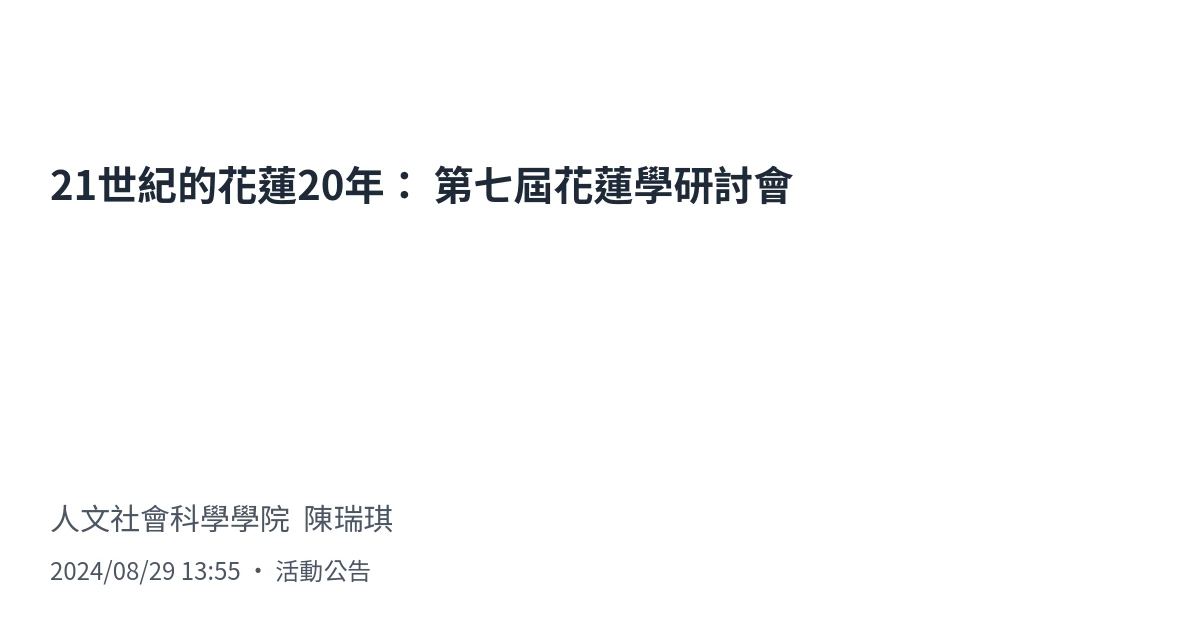 21世紀的花蓮20年： 第七屆花蓮學研討會
人文社會科學學院 陳瑞琪
2024/08/29 13:55 • 活動公告